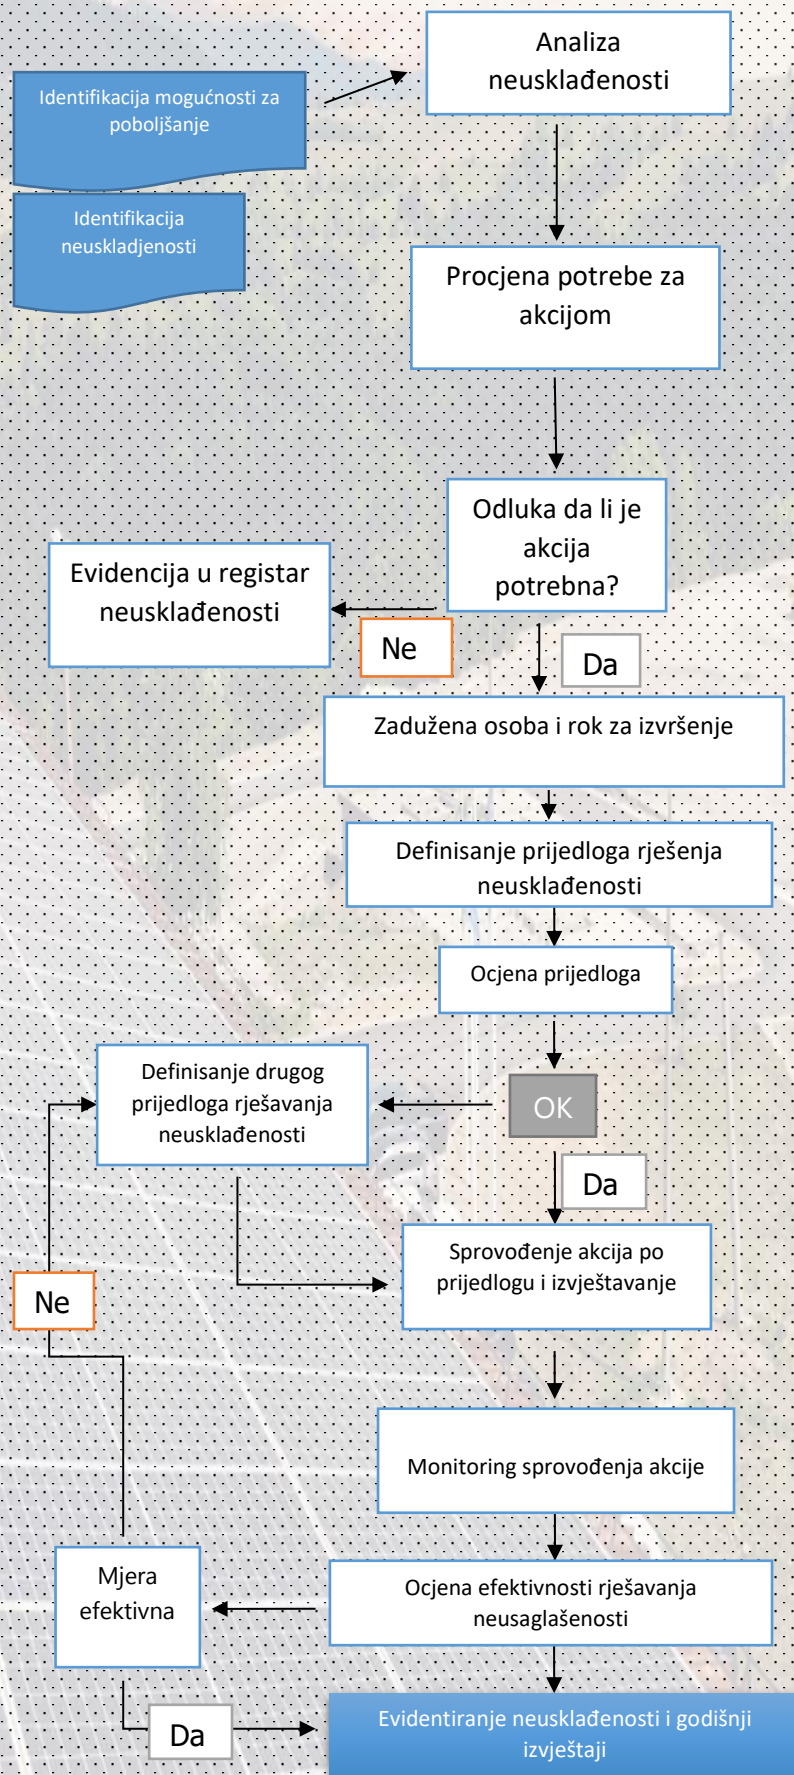 Analiza
neusklađenosti
Identifikacija mogućnosti za
poboljšanje
Identifikacija
neuskladjenosti
Procjena potrebe za
akcijom
Odluka da li je
akcija
potrebna?
Evidencija u registar
neusklađenosti
Ne
Da
Zadužena osoba i rok za izvršenje
Definisanje prijedloga rješenja
neusklađenosti
Ocjena prijedloga
Definisanje drugog
prijedloga rješavanja
neusklađenosti
OK
Da
Sprovođenje akcija po
prijedlogu i izvještavanje
Ne
Monitoring sprovođenja akcije
Mjera
efektivna
Ocjena efektivnosti rješavanja
neusaglašenosti
Da
Evidentiranje neusklađenosti i godišnji
izvještaji